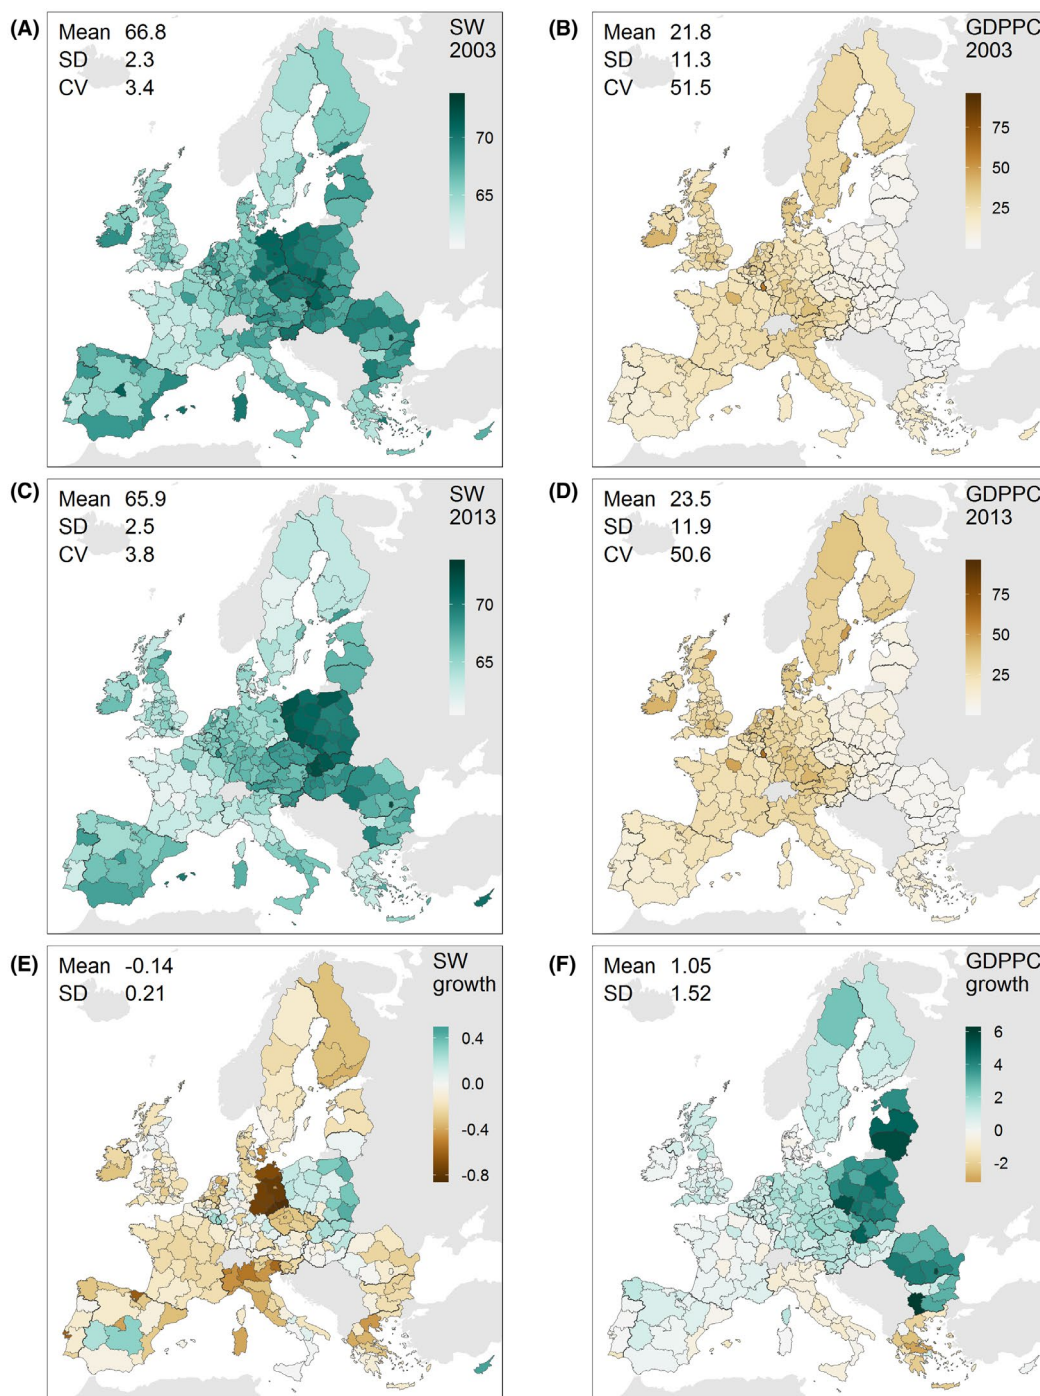 (A)
Mean 66.8
SD 2.3
CV 3.4
SW
2003
70
65
(B)
Mean 21.8
SD 11.3
CV 51.5
GDPPC
2003
75
50
25
(C)
Mean 65.9
SD 2.5
CV 3.8
SW
2013
70
65
(D)
Mean 23.5
SD 11.9
CV 50.6
GDPPC
2013
75
50
25
(E)
Mean -0.14
SD 0.21
SW
growth
0.4
0.0
-0.4
-0.8
(F)
Mean 1.05
SD 1.52
GDPPC
growth
6
4
2
0
-2